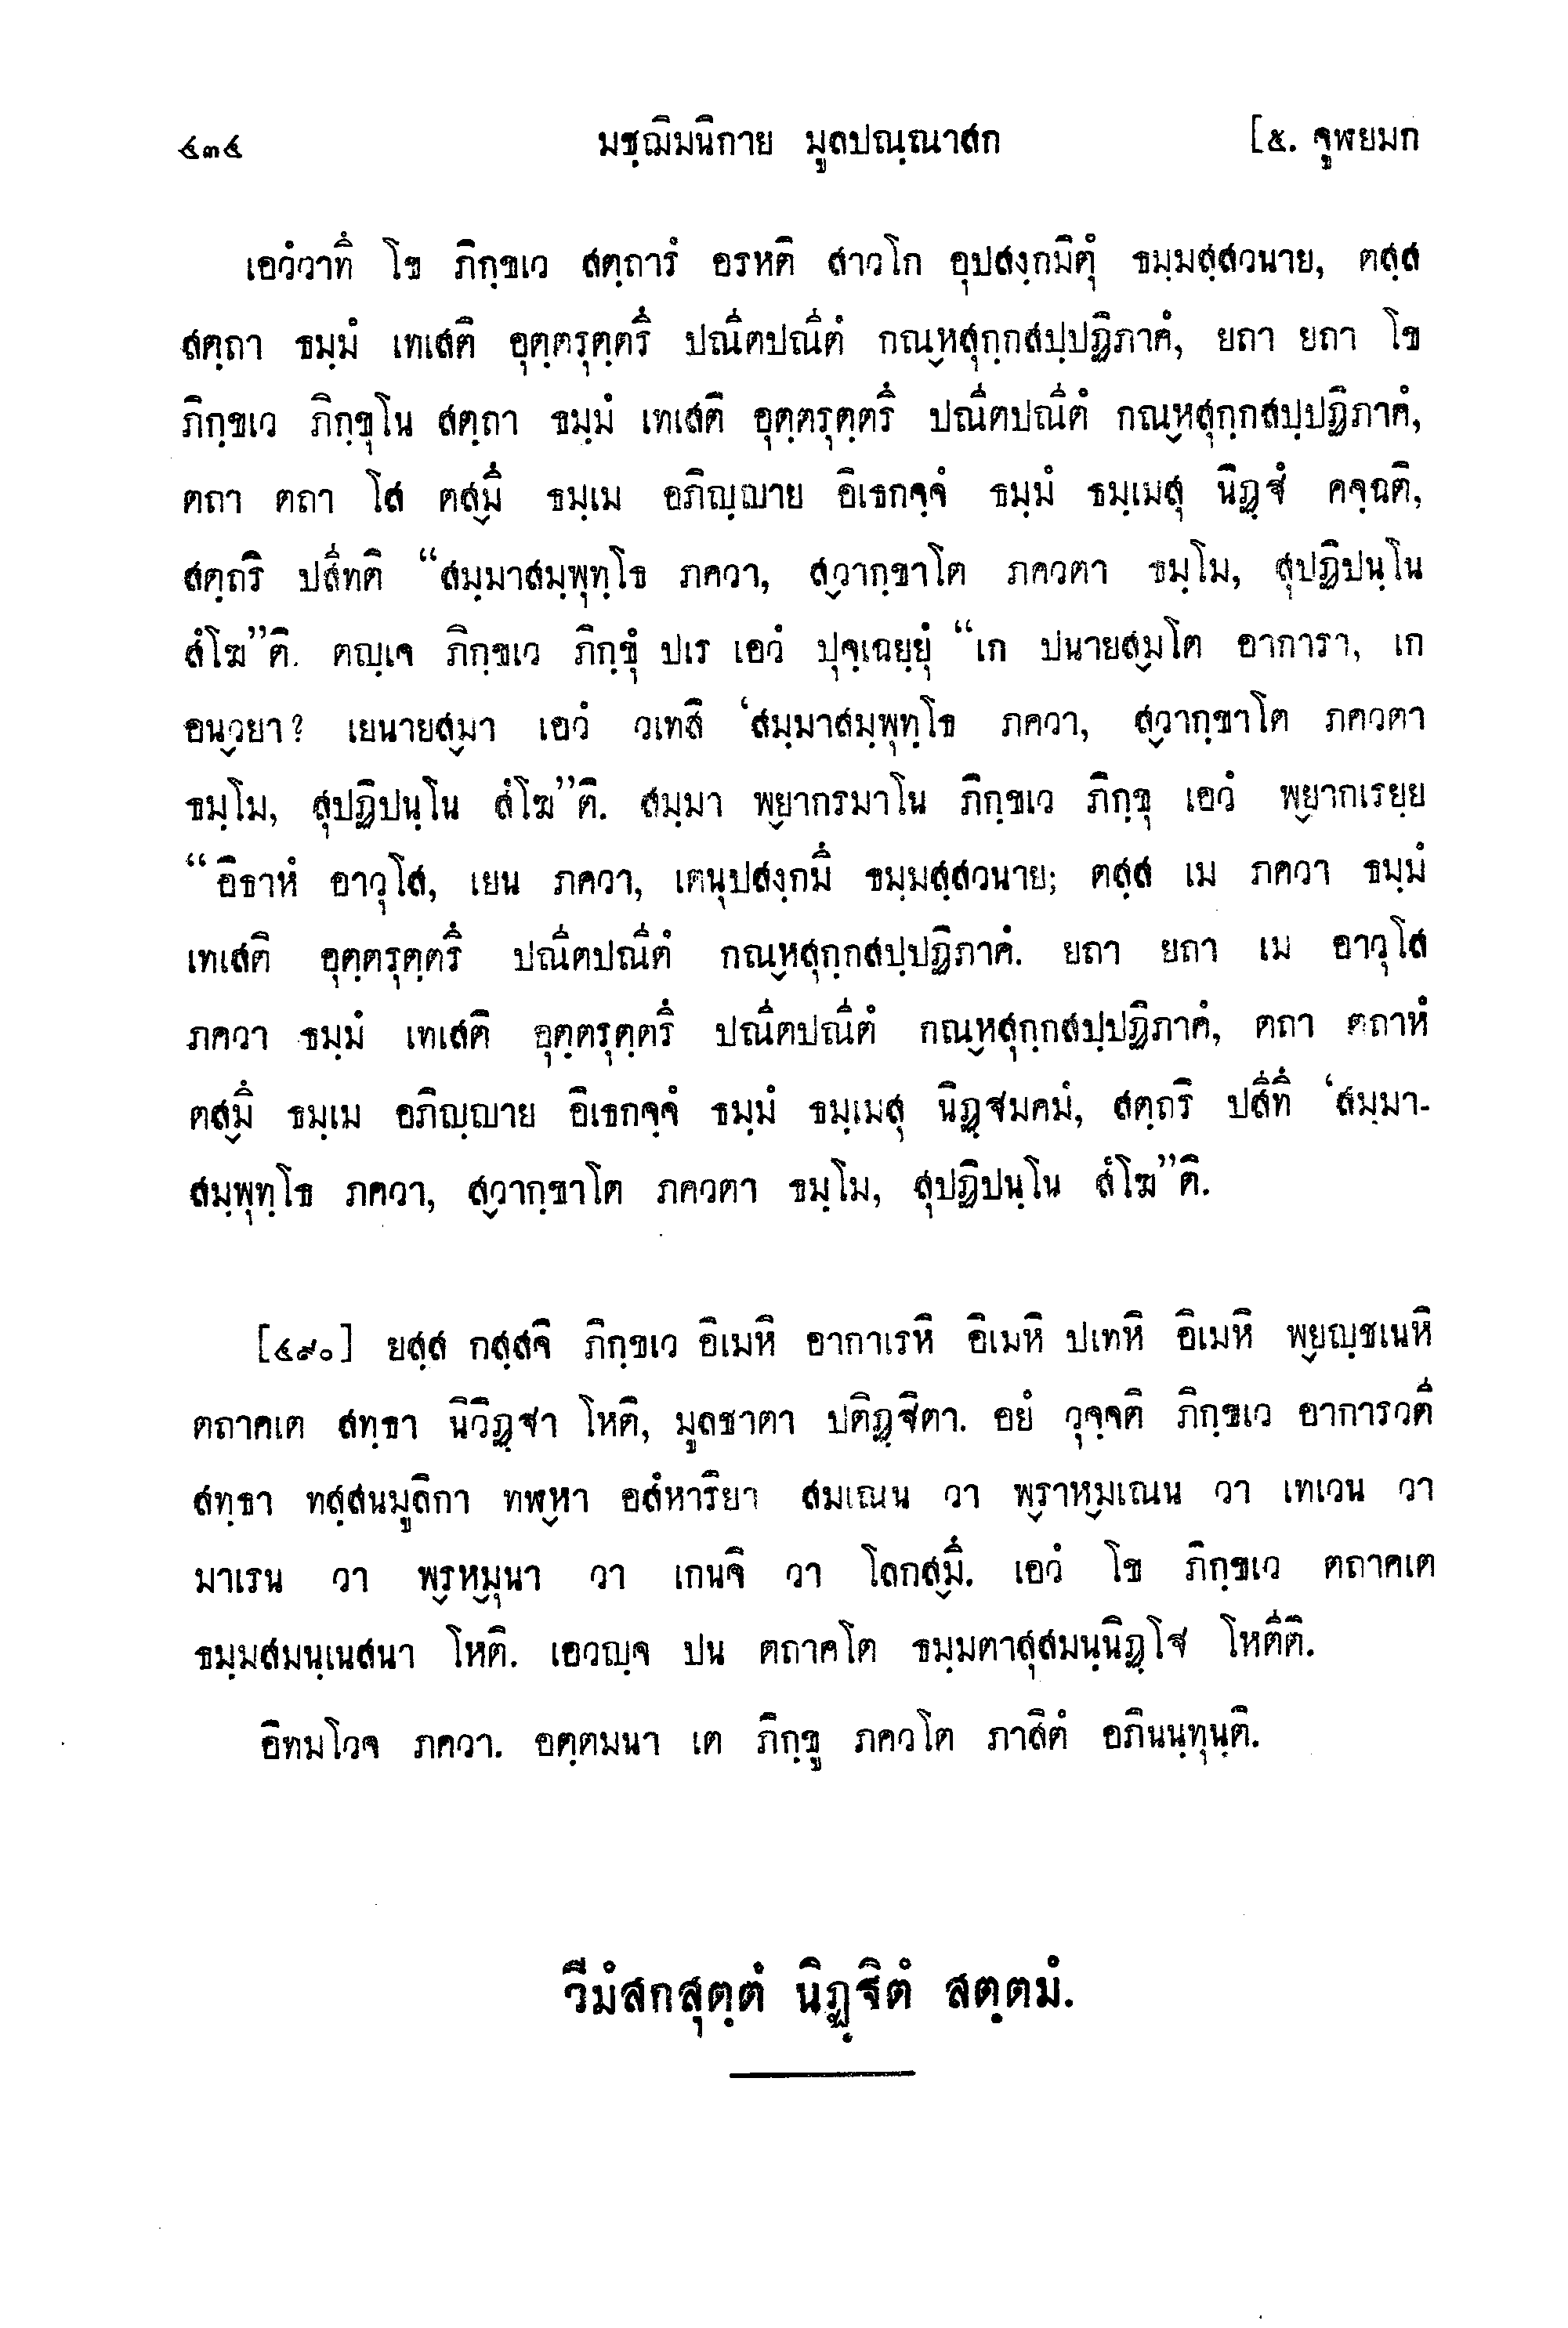 ๔๓๔ มชฺฌิมนิกาย มูลปณฺณาสก [๕. จูฬยมก
เอวํวาทึ โข ภิกฺขเว สตฺถารํ อรหติ สาวโก อุปสงฺกมิตุํ ธมฺมสฺสวนาย, ตสฺส
สตฺถา ธมฺมํ เทเสติ อุตฺตรุตฺตรึ ปณีตปณีตํ กณ๎หสุกฺกสปฺปฏิภาคํ, ยถา ยถา โข
ภิกฺขเว ภิกฺขุโน สตฺถา ธมฺมํ เทเสติ อุตฺตรุตฺตรึ ปณีตปณีตํ กณ๎หสุกฺกสปฺปฏิภาคํ,
ตถา ตถา โส ตส๎มึ ธมฺเม อภิญฺญาย อิเธกจฺจํ ธมฺมํ ธมฺเมสุ นิฏฺฐํ คจฺฉติ,
สตฺถริ ปสีทติ “สมฺมาสมฺพุทฺโธ ภควา, ส๎วากฺขาโต ภควตา ธมฺโม, สุปฏิปนฺโน
สํโฆ”ติ. ตญฺเจ ภิกฺขเว ภิกฺขุํ ปเร เอวํ ปุจฺเฉยฺยุํ “เก ปนายส๎มโต อาการา, เก
อน๎วยา? เยนายส๎มา เอวํ วเทสิ ‘สมฺมาสมฺพุทฺโธ ภควา, ส๎วากฺขาโต ภควตา
ธมฺโม, สุปฏิปนฺโน สํโฆ”ติ. สมฺมา พ๎ยากรมาโน ภิกฺขเว ภิกฺขุ เอวํ พ๎ยากเรยฺย
“อิธาหํ อาวุโส, เยน ภควา, เตนุปสงฺกมึ ธมฺมสฺสวนาย; ตสฺส เม ภควา ธมฺมํ
เทเสติ อุตฺตรุตฺตรึ ปณีตปณีตํ กณ๎หสุกฺกสปฺปฏิภาคํ. ยถา ยถา เม อาวุโส
ภควา ธมฺมํ เทเสติ อุตฺตรุตฺตรึ ปณีตปณีตํ กณ๎หสุกฺกสปฺปฏิภาคํ, ตถา ตถาหํ
ตส๎มึ ธมฺเม อภิญฺญาย อิเธกจฺจํ ธมฺมํ ธมฺเมสุ นิฏฺฐมคมํ, สตฺถริ ปสีทึ ‘สมฺมา-
สมฺพุทฺโธ ภควา, ส๎วากฺขาโต ภควตา ธมฺโม, สุปฏิปนฺโน สํโฆ”ติ.
[๔๙๐] ยสฺส กสฺสจิ ภิกฺขเว อิเมหิ อากาเรหิ อิเมหิ ปเทหิ อิเมหิ พ๎ยญฺชเนหิ
ตถาคเต สทฺธา นิวิฏฺฐา โหติ, มูลชาตา ปติฏฺฐิตา. อยํ วุจฺจติ ภิกฺขเว อาการวตี
สทฺธา ทสฺสนมูลิกา ทฬ๎หา อสํหาริยา สมเณน วา พ๎ราห๎มเณน วา เทเวน วา
มาเรน วา พ๎รห๎มุนา วา เกนจิ วา โลกส๎มึ. เอวํ โข ภิกฺขเว ตถาคเต
ธมฺมสมนฺเนสนา โหติ. เอวญฺจ ปน ตถาคโต ธมฺมตาสุสมนฺนิฏฺโฐ โหตีติ.
อิทมโวจ ภควา. อตฺตมนา เต ภิกฺขู ภควโต ภาสิตํ อภินนฺทุนฺติ.
วีมํสกสุตฺตํ นิฏฺฐิตํ สตฺตมํ.